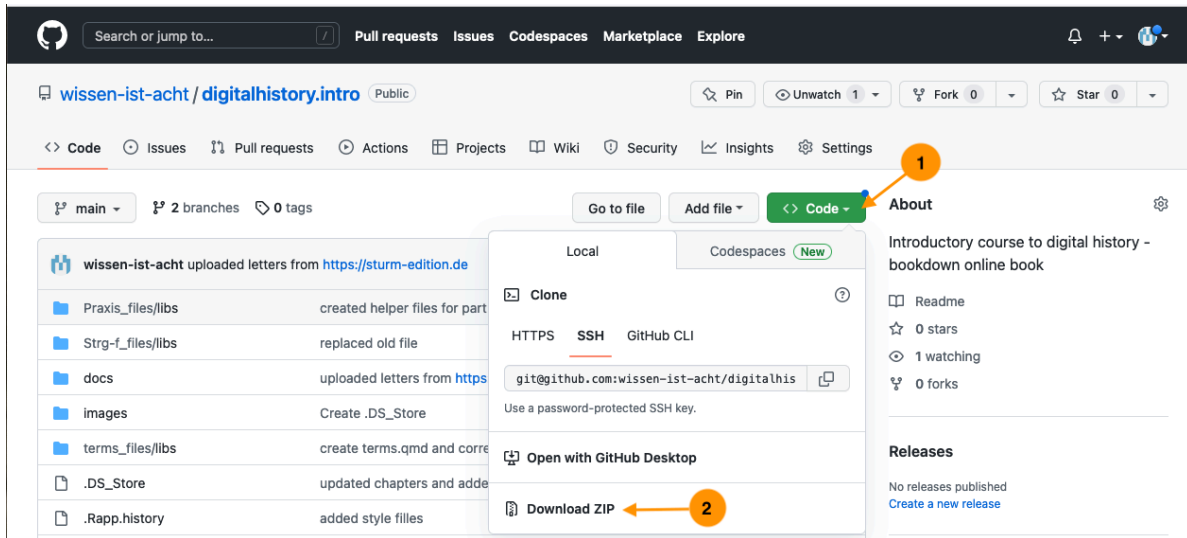 Search or jump to... /
Pull requests Issues Codespaces Marketplace Explore
wissen-ist-acht / digitalhistory.intro Public
Pin Unwatch 1 Fork 0 Star 0
Code Issues Pull requests Actions Projects Wiki Security Insights Settings
1
main 2 branches 0 tags
Go to file Add file Code
wissen-ist-acht uploaded letters from https://sturm-edition.de
Praxis_files/libs created helper files for part
Strg-f_files/libs replaced old file
docs uploaded letters from https
images Create .DS_Store
terms_files/libs create terms.qmd and corre
.DS_Store updated chapters and adde
.Rapp.history added style filles
Local Codespaces New
Clone
HTTPS SSH GitHub CLI
git@github.com:wissen-ist-acht/digitalhis
Use a password-protected SSH key.
Open with GitHub Desktop
Download ZIP 2
About
Introductory course to digital history -
bookdown online book
Readme
0 stars
1 watching
0 forks
Releases
No releases published
Create a new release